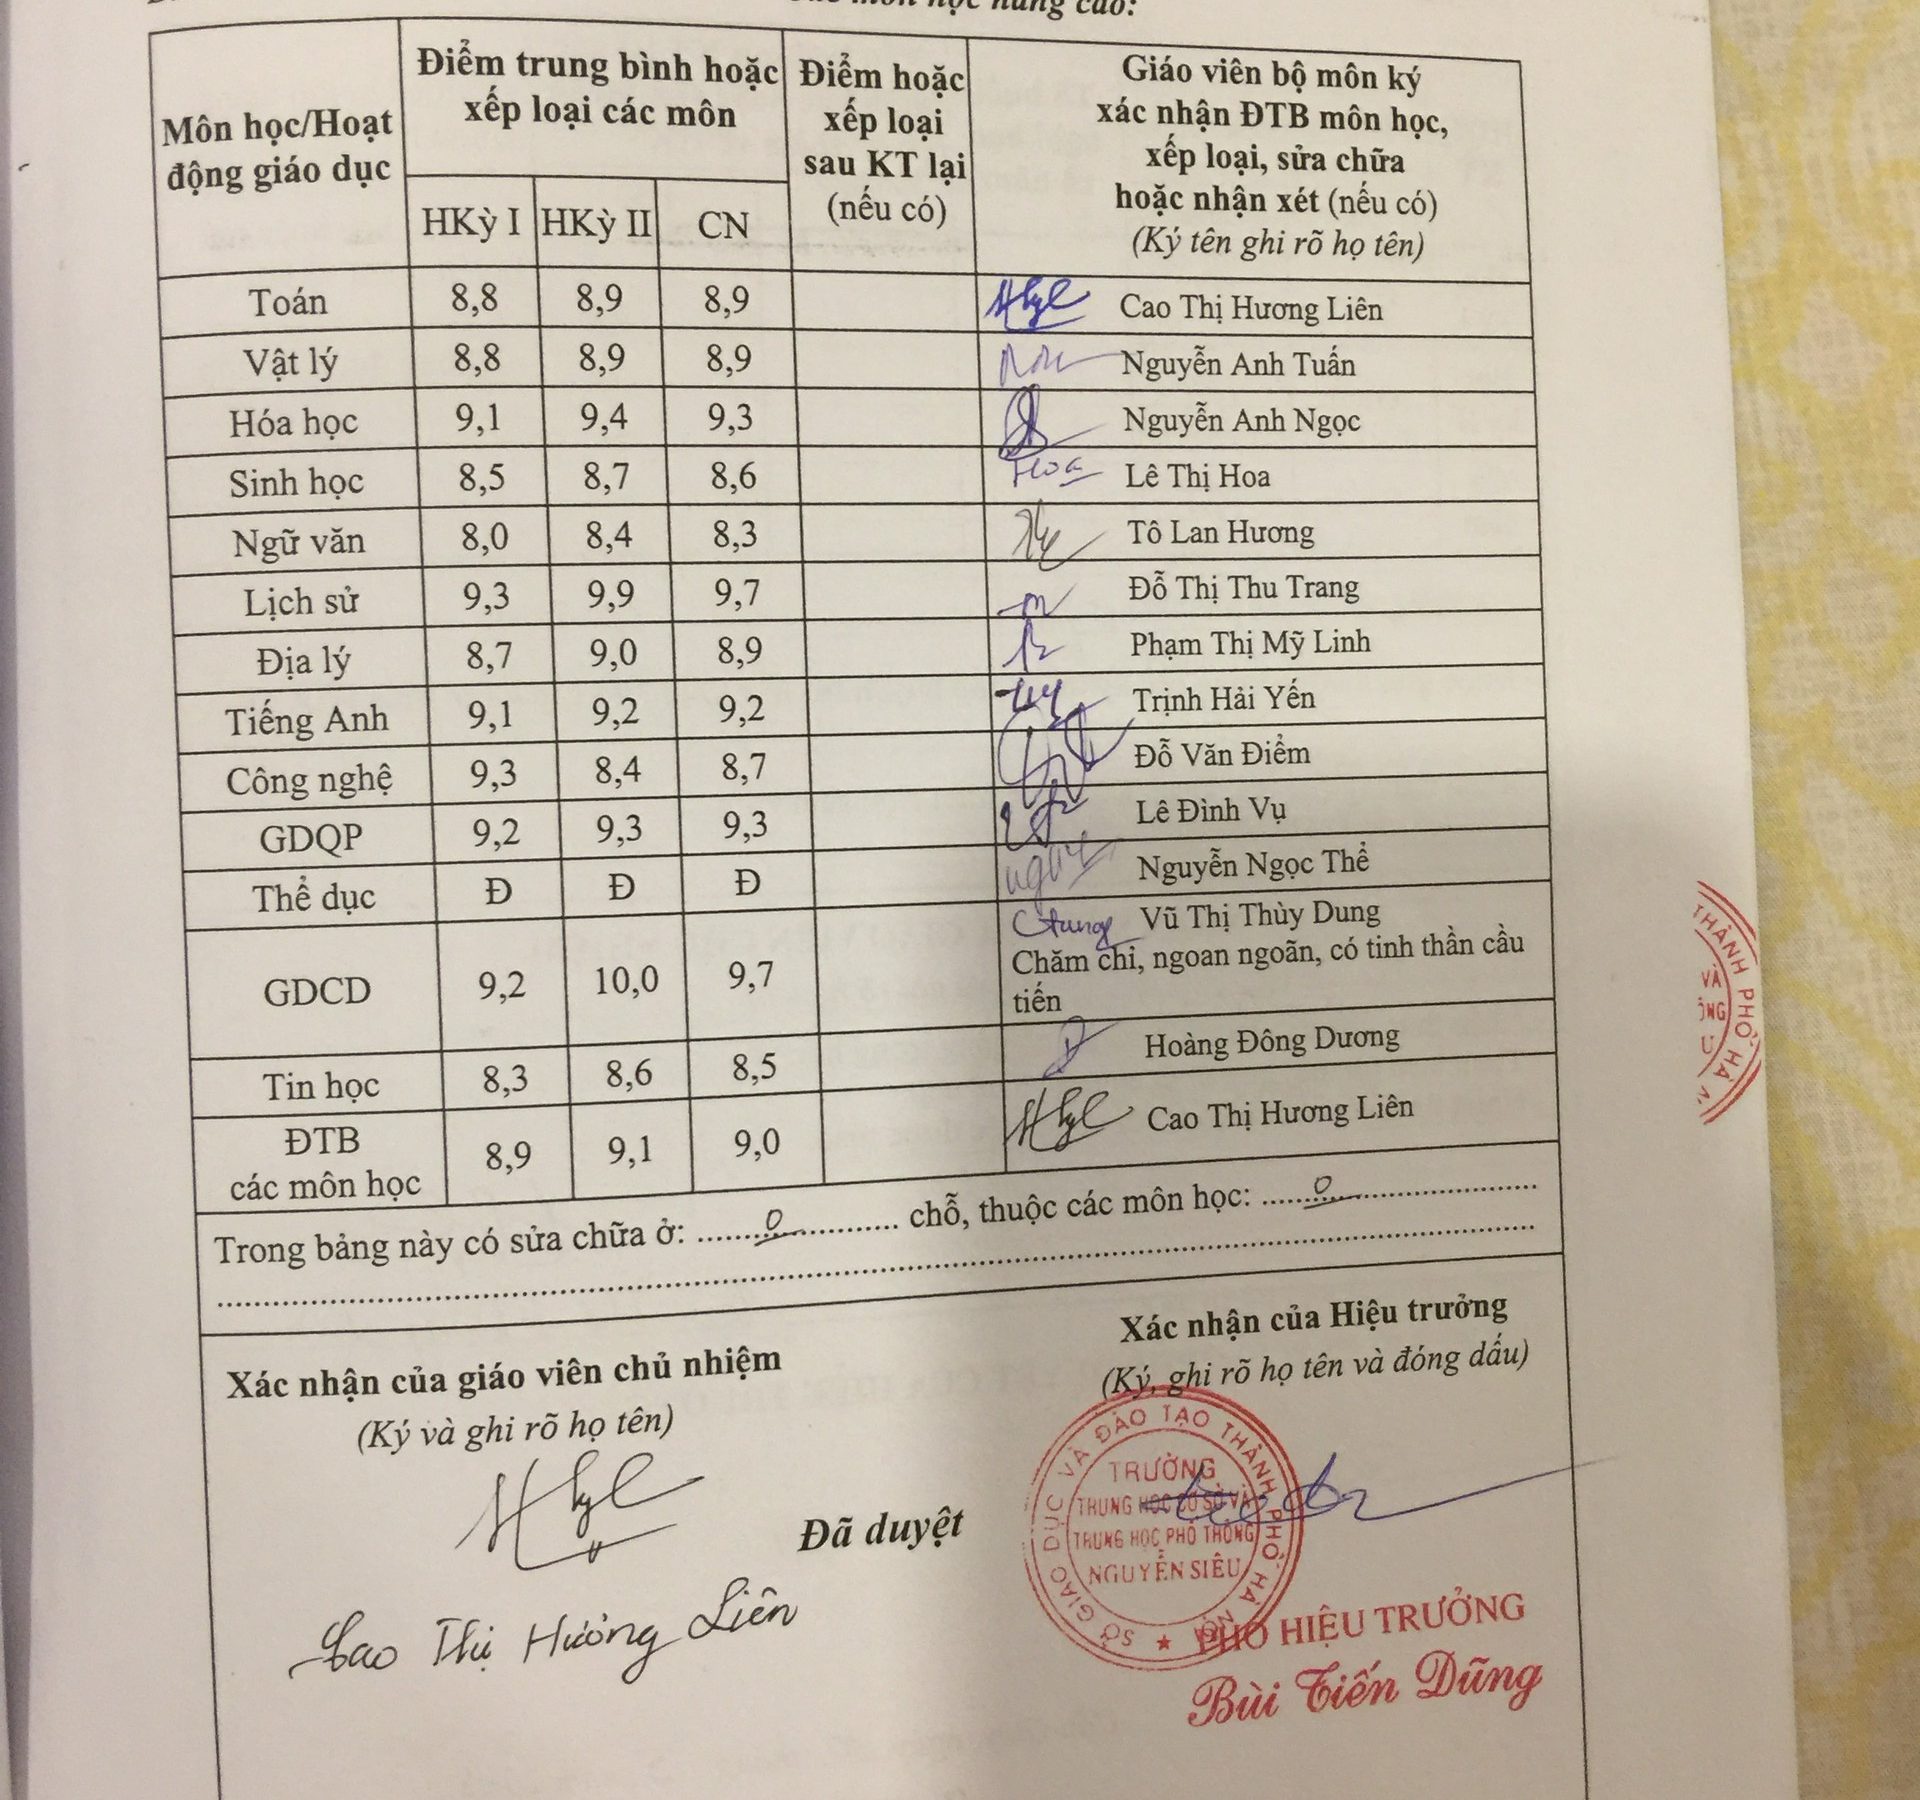 học nâng cao:
Môn học/Hoạt động giáo dục
Điểm trung bình hoặc xếp loại các môn
Điểm hoặc xếp loại sau KT lại (nếu có)
Giáo viên bộ môn ký xác nhận ĐTB môn học, xếp loại, sửa chữa hoặc nhận xét (nếu có) (Ký tên ghi rõ họ tên)
HKỳ I HKỳ II CN
Toán 8,8 8,9 8,9 Cao Thị Hương Liên
Vật lý 8,8 8,9 8,9 Nguyễn Anh Tuấn
Hóa học 9,1 9,4 9,3 Nguyễn Anh Ngọc
Sinh học 8,5 8,7 8,6 Hoa Lê Thị Hoa
Ngữ văn 8,0 8,4 8,3 Tô Lan Hương
Lịch sử 9,3 9,9 9,7 Đỗ Thị Thu Trang
Địa lý 8,7 9,0 8,9 Phạm Thị Mỹ Linh
Tiếng Anh 9,1 9,2 9,2 Trịnh Hải Yến
Công nghệ 9,3 8,4 8,7 Đỗ Văn Điểm
GDQP 9,2 9,3 9,3 Lê Đình Vụ
Thể dục Đ Đ Đ Nguyễn Ngọc Thể
GDCD 9,2 10,0 9,7 Vũ Thị Thùy Dung
Chăm chỉ, ngoan ngoãn, có tinh thần cầu
tiến
Tin học 8,3 8,6 8,5 Hoàng Đông Dương
ĐTB các môn học 8,9 9,1 9,0 Cao Thị Hương Liên
Trong bảng này có sửa chữa ở: ........0............ chỗ, thuộc các môn học: ......0......................
Xác nhận của giáo viên chủ nhiệm
(Ký và ghi rõ họ tên)
Cao Thị Hương Liên
Đã duyệt
Xác nhận của Hiệu trưởng
(Ký, ghi rõ họ tên và đóng dấu)
SỞ GIÁO DỤC VÀ ĐÀO TẠO THÀNH PHỐ HÀ NỘI
TRƯỜNG
TRUNG HỌC CƠ SỞ VÀ
TRUNG HỌC PHỔ THÔNG
NGUYỄN SIÊU
PHÓ HIỆU TRƯỞNG
Bùi Tiến Dũng
THÀNH PHỐ HÀ
VÀ